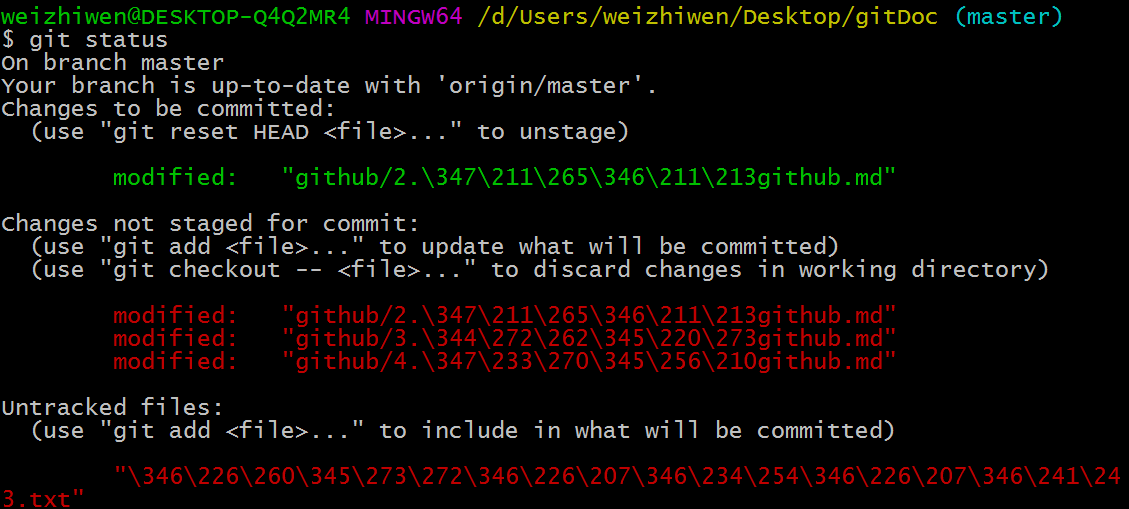 weizhiwen@DESKTOP-Q4Q2MR4 MINGW64 /d/Users/weizhiwen/Desktop/gitDoc (master)
$ git status
On branch master
Your branch is up-to-date with 'origin/master'.
Changes to be committed:
  (use "git reset HEAD <file>..." to unstage)
        modified:   "github/2.\347\211\265\346\211\213github.md"
Changes not staged for commit:
  (use "git add <file>..." to update what will be committed)
  (use "git checkout -- <file>..." to discard changes in working directory)
        modified:   "github/2.\347\211\265\346\211\213github.md"
        modified:   "github/3.\344\272\262\345\220\273github.md"
        modified:   "github/4.\347\233\270\345\256\210github.md"
Untracked files:
  (use "git add <file>..." to include in what will be committed)
        "\346\226\260\345\273\272\346\226\207\346\234\254\346\226\207\346\241\24
3.txt"